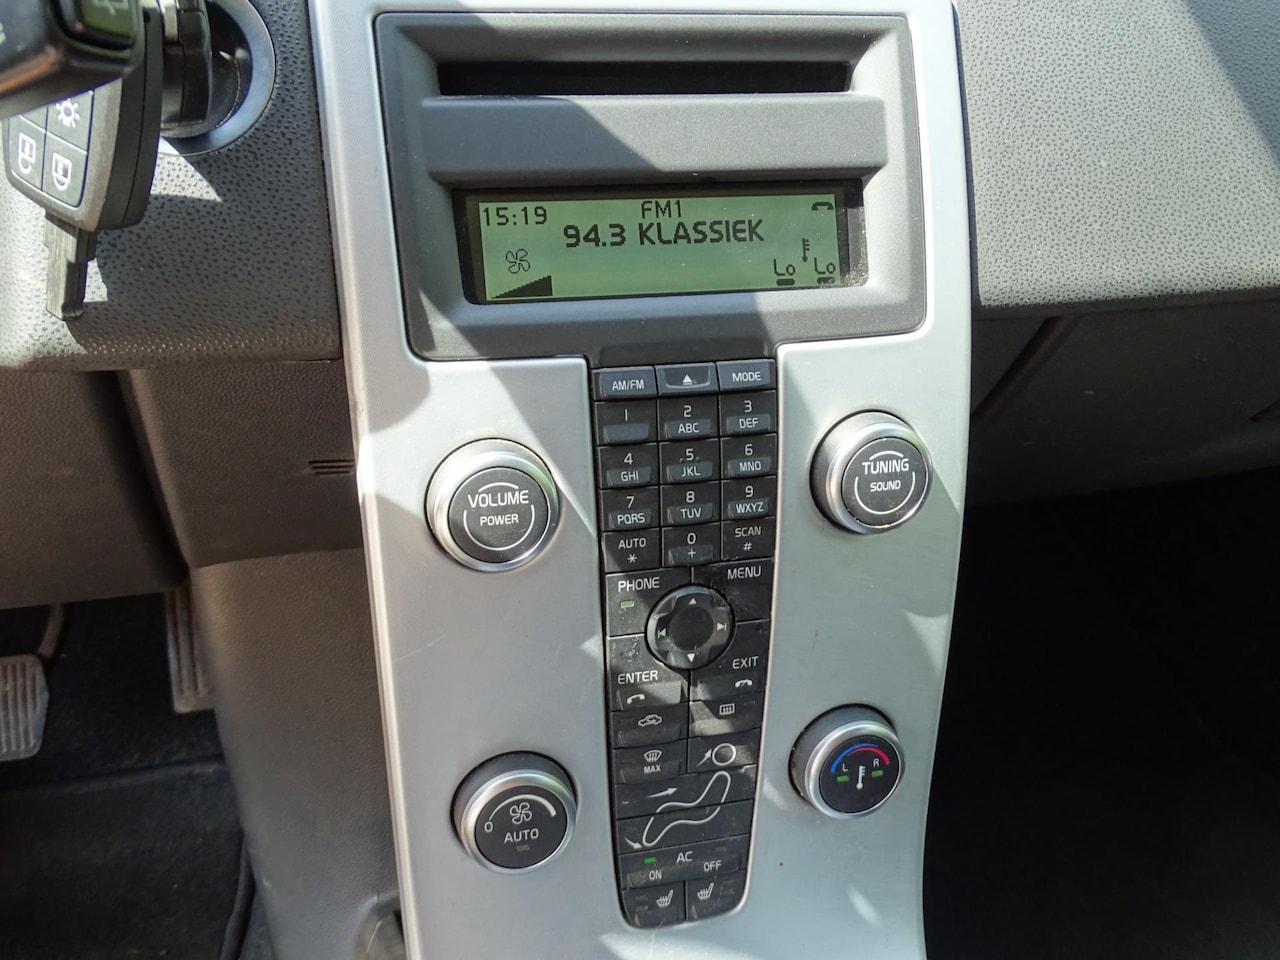 15:19 FM1
94.3 KLASSIEK
Lo Lo
AM/FM MODE
1 2 3
ABC DEF
4 5 6
GHI JKL MNO
7 8 9
PQRS TUV WXYZ
AUTO 0 SCAN
* + #
VOLUME
POWER
TUNING
SOUND
PHONE MENU
ENTER EXIT
MAX
L R
0
AUTO
AC
ON OFF